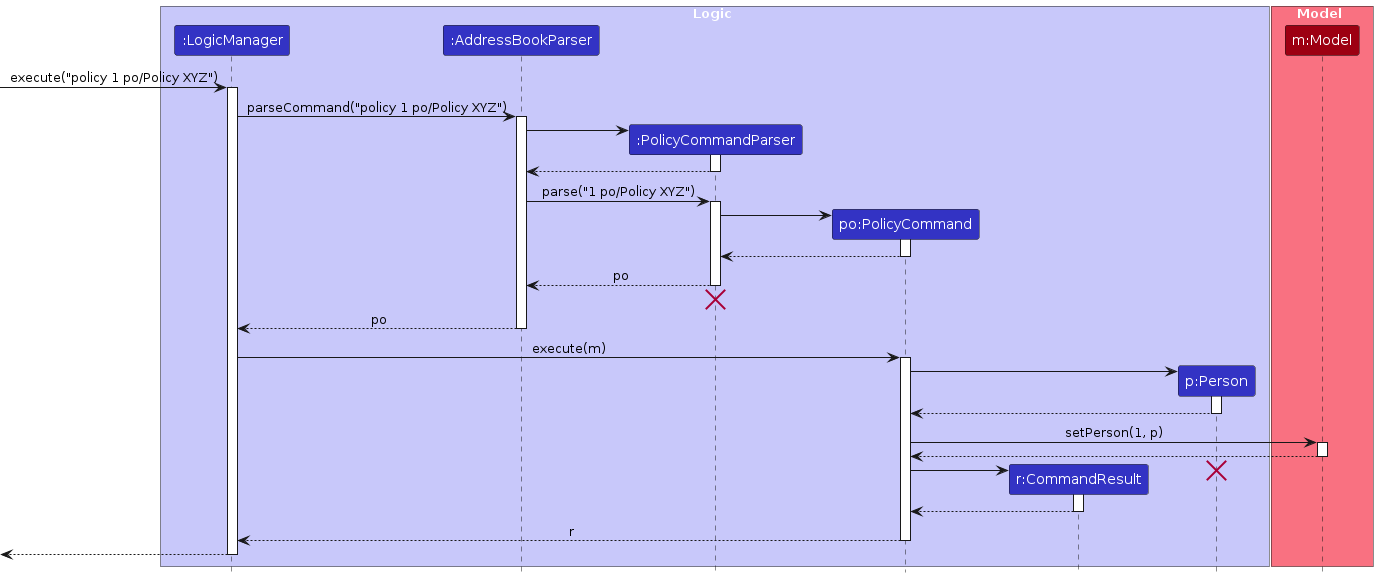 Logic
Model
:LogicManager
:AddressBookParser
m:Model
execute("policy 1 po/Policy XYZ")
parseCommand("policy 1 po/Policy XYZ")
:PolicyCommandParser
parse("1 po/Policy XYZ")
po:PolicyCommand
po
po
execute(m)
p:Person
setPerson(1, p)
r:CommandResult
r